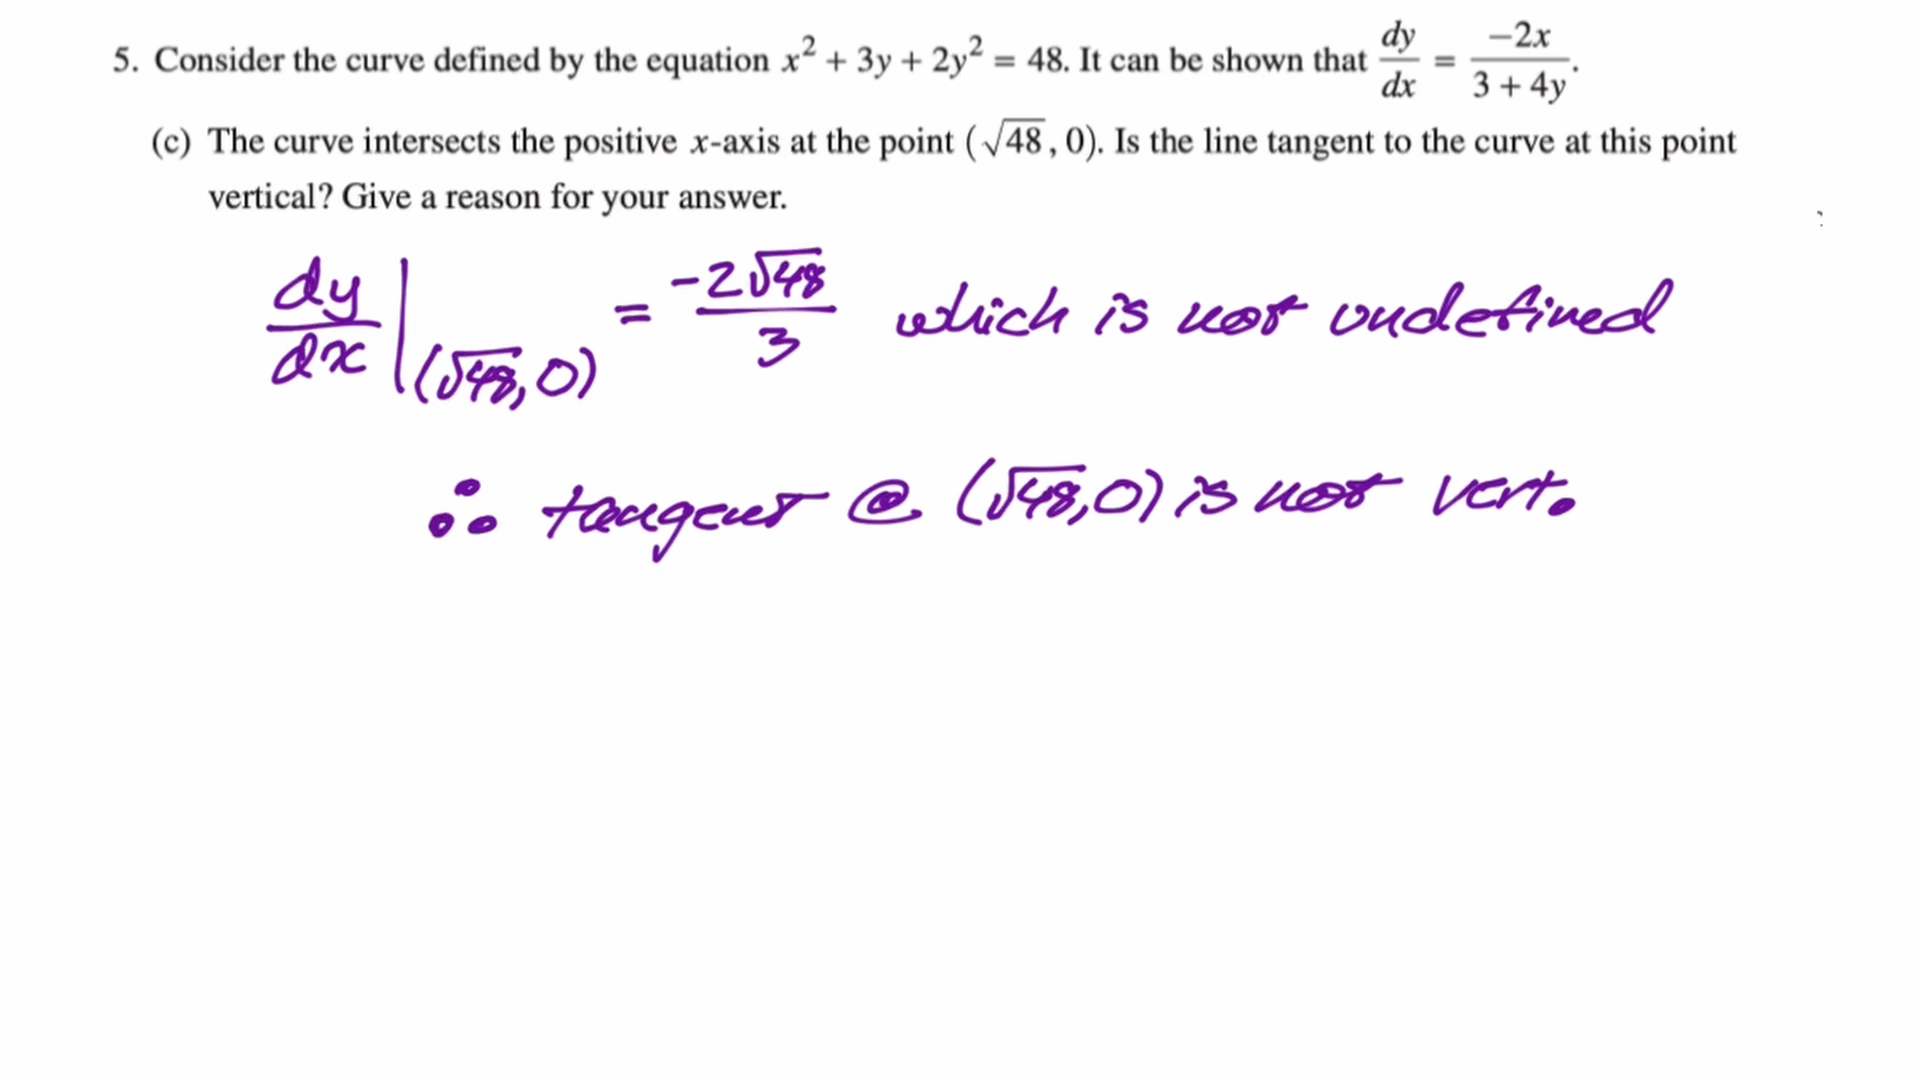 5. Consider the curve defined by the equation x² + 3y + 2y² = 48. It can be shown that dy/dx = −2x/(3 + 4y).
(c) The curve intersects the positive x-axis at the point (√48, 0). Is the line tangent to the curve at this point
vertical? Give a reason for your answer.
dy/dx |(√48, 0) = -2√48/3 which is not undefined
∴ tangent @ (√48, 0) is not vert.